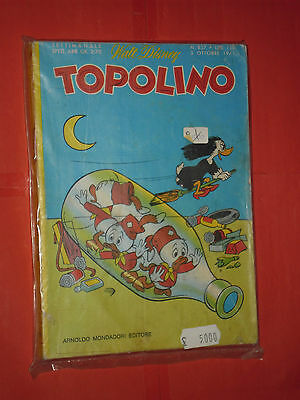 SETTIMANALE
Walt Disney
TOPOLINO
ARNOLDO MONDADORI EDITORE
£ 5000